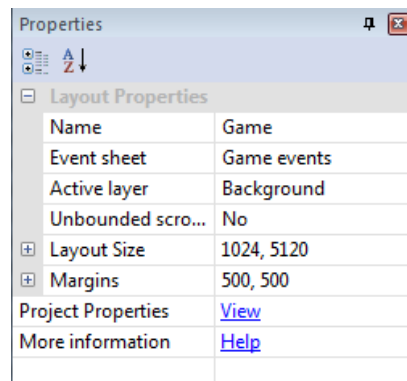 Properties
A Z
Layout Properties
Name Game
Event sheet Game events
Active layer Background
Unbounded scro... No
Layout Size 1024, 5120
Margins 500, 500
Project Properties View
More information Help